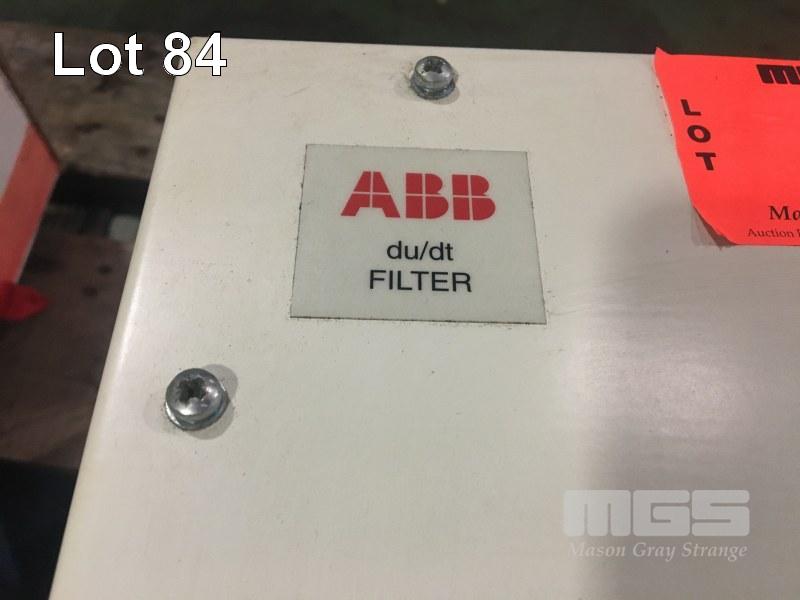 Lot 84
ABB
du/dt
FILTER
LOT
MGS
Mason Gray Strange